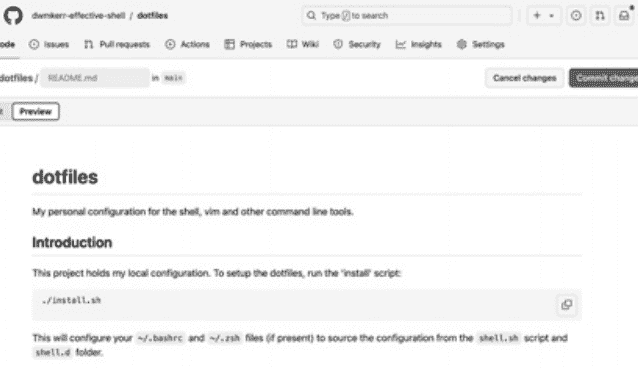 dwmkerr-effective-shell / dotfiles
Type / to search
ode Issues Pull requests Actions Projects Wiki Security Insights Settings
dotfiles / README.md in main
Cancel changes Commit change
t Preview
dotfiles
My personal configuration for the shell, vim and other command line tools.
Introduction
This project holds my local configuration. To setup the dotfiles, run the 'install' script:
./install.sh
This will configure your ~/.bashrc and ~/.zsh files (if present) to source the configuration from the shell.sh script and
shell.d folder.